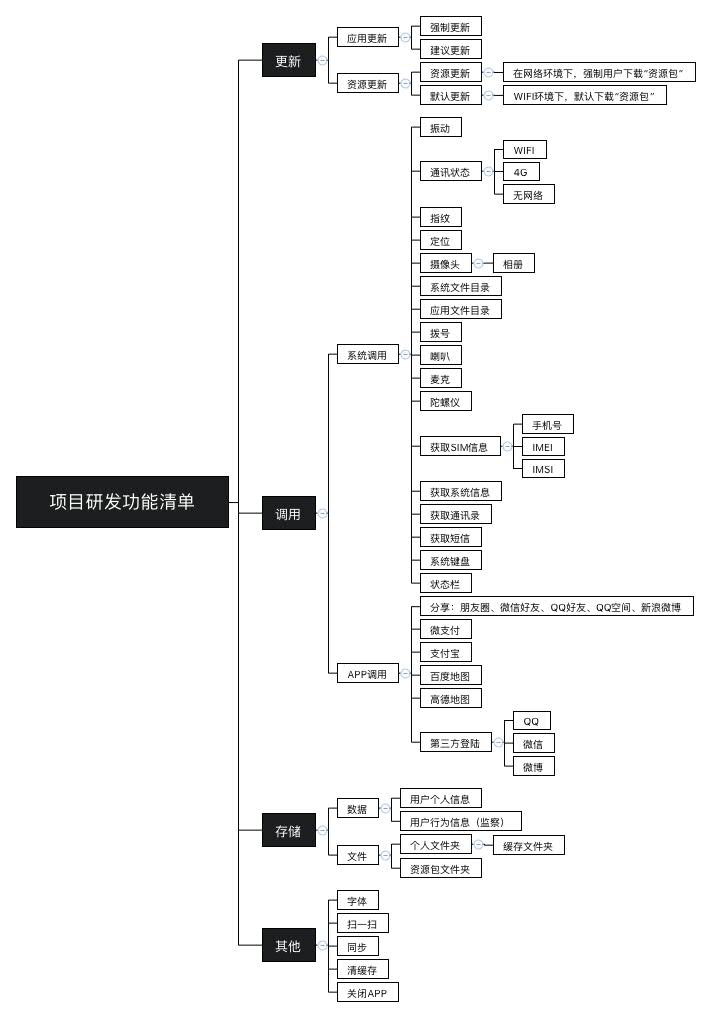 项目研发功能清单
更新
应用更新
强制更新
建议更新
资源更新
资源更新
在网络环境下，强制用户下载“资源包”
默认更新
WIFI环境下，默认下载“资源包”
调用
系统调用
振动
通讯状态
WIFI
4G
无网络
指纹
定位
摄像头
相册
系统文件目录
应用文件目录
拨号
喇叭
麦克
陀螺仪
获取SIM信息
手机号
IMEI
IMSI
获取系统信息
获取通讯录
获取短信
系统键盘
状态栏
APP调用
分享：朋友圈、微信好友、QQ好友、QQ空间、新浪微博
微支付
支付宝
百度地图
高德地图
第三方登陆
QQ
微信
微博
存储
数据
用户个人信息
用户行为信息（监察）
文件
个人文件夹
缓存文件夹
资源包文件夹
其他
字体
扫一扫
同步
清缓存
关闭APP